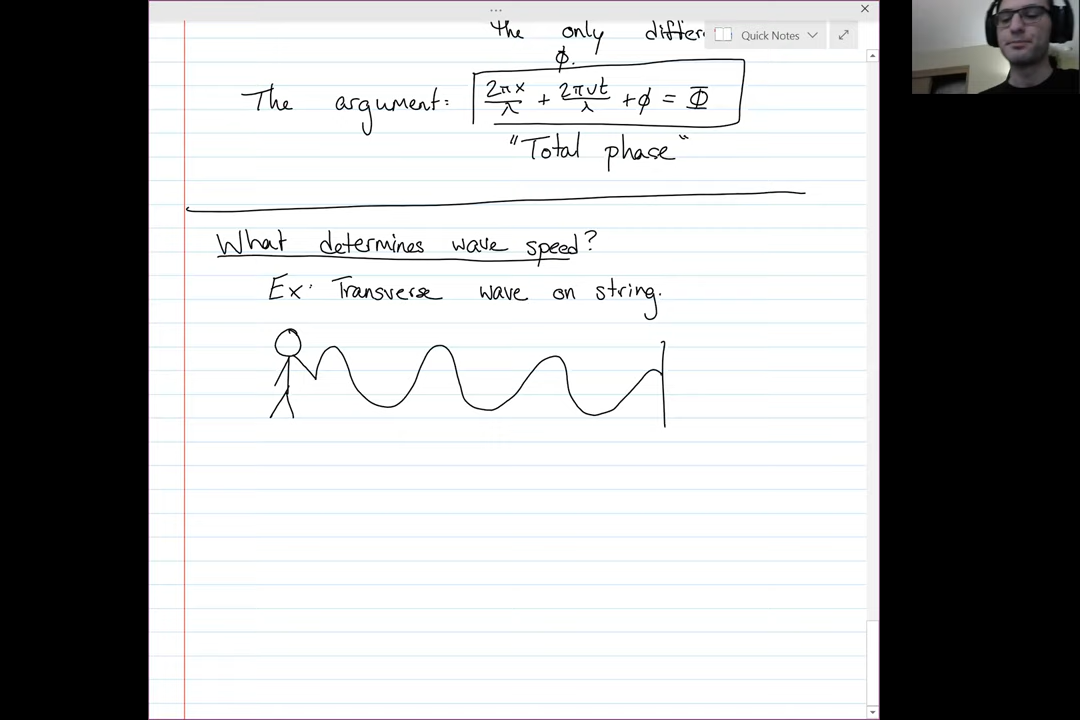 ...
Quick Notes
the only differ
ϕ.
The argument: 2πx/λ + 2πvt/λ + ϕ = Φ
"Total phase"
What determines wave speed?
Ex: Transverse wave on string.